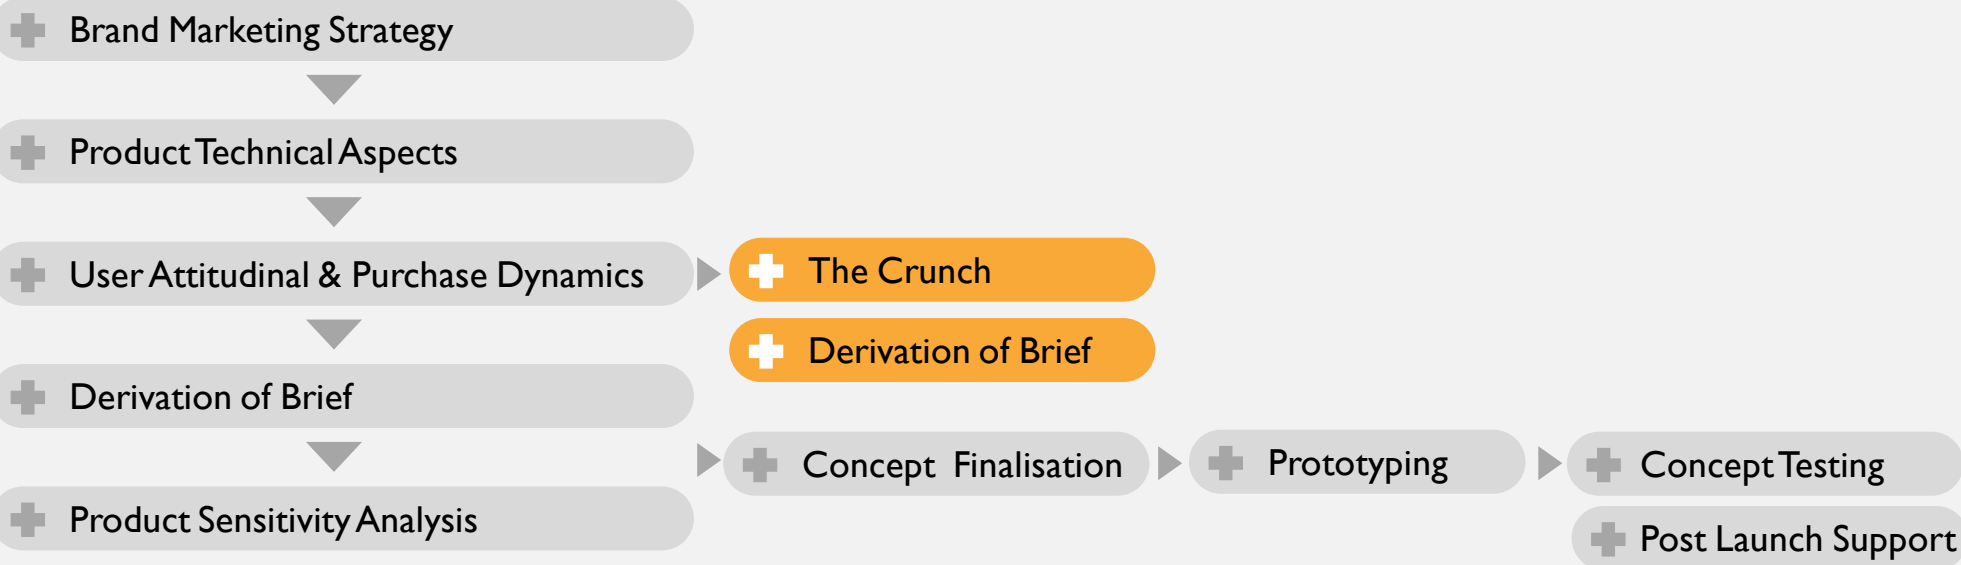 Brand Marketing Strategy
Product Technical Aspects
User Attitudinal & Purchase Dynamics
The Crunch
Derivation of Brief
Derivation of Brief
Concept Finalisation
Prototyping
Concept Testing
Product Sensitivity Analysis
Post Launch Support